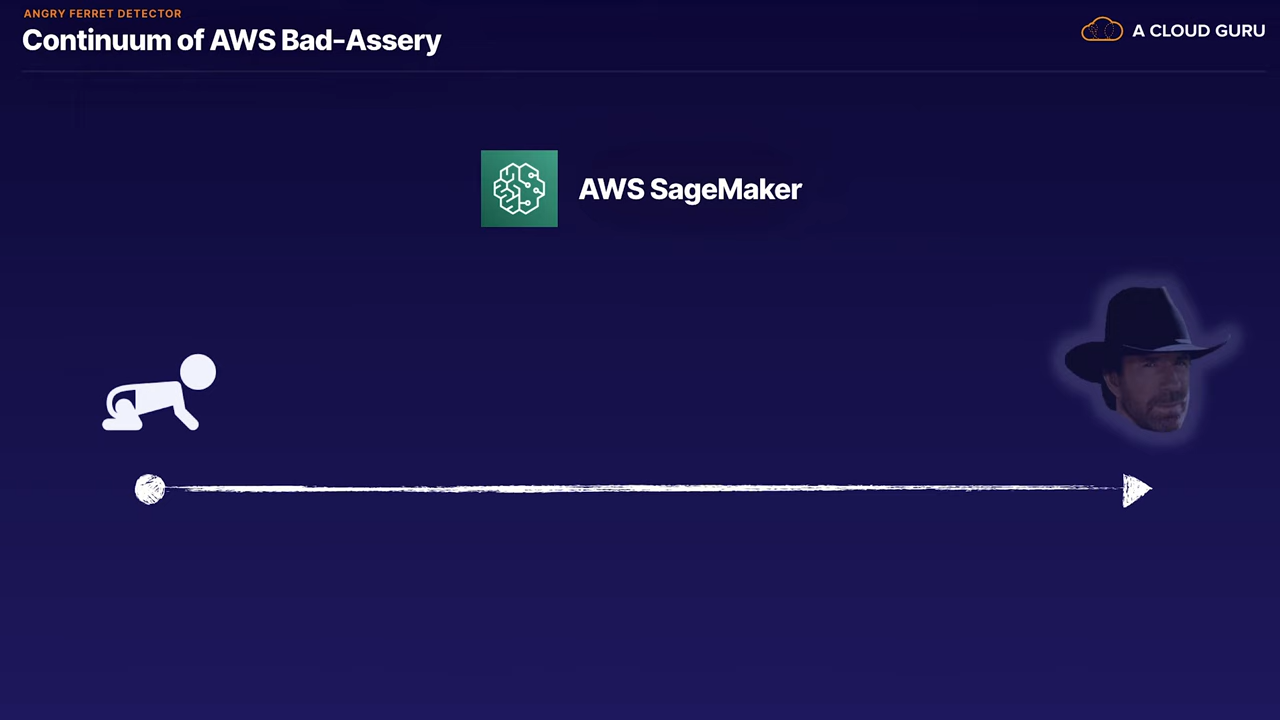 ANGRY FERRET DETECTOR
Continuum of AWS Bad-Assery
A CLOUD GURU
AWS SageMaker